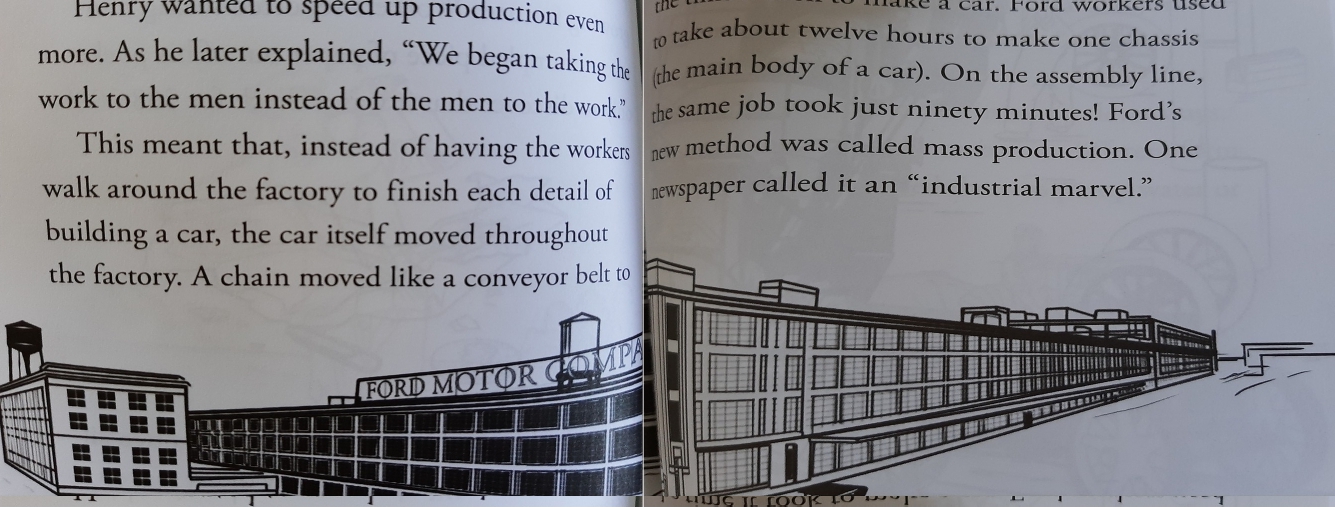 Henry wanted to speed up production even
more. As he later explained, “We began taking the
work to the men instead of the men to the work.”
This meant that, instead of having the workers
walk around the factory to finish each detail of
building a car, the car itself moved throughout
the factory. A chain moved like a conveyor belt to
FORD MOTOR COMPA
the to make a car. Ford workers used
to take about twelve hours to make one chassis
(the main body of a car). On the assembly line,
the same job took just ninety minutes! Ford’s
new method was called mass production. One
newspaper called it an “industrial marvel.”
time it took to